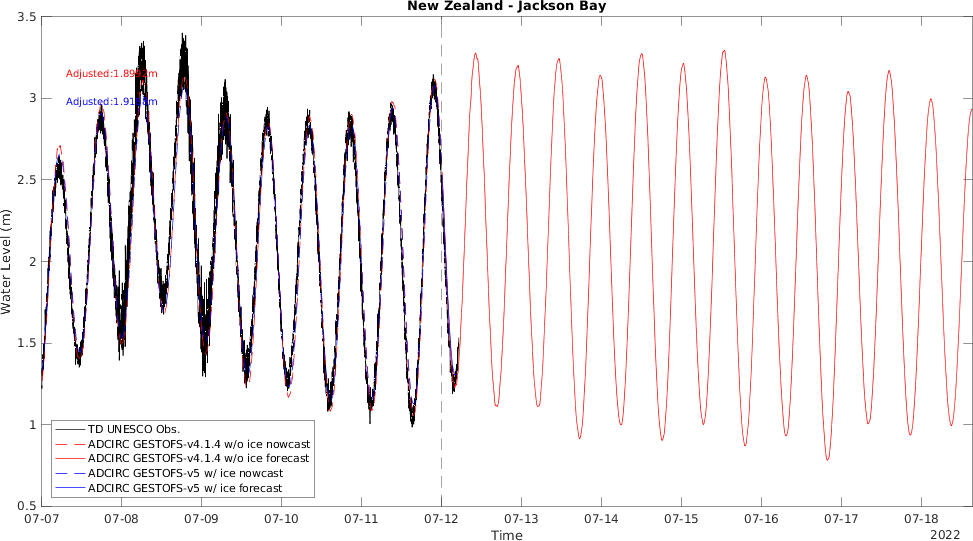 New Zealand - Jackson Bay
3.5
3
2.5
2
1.5
1
0.5
Water Level (m)
TD UNESCO Obs.
ADCIRC GESTOFS-v4.1.4 w/o ice nowcast
ADCIRC GESTOFS-v4.1.4 w/o ice forecast
ADCIRC GESTOFS-v5 w/ ice nowcast
ADCIRC GESTOFS-v5 w/ ice forecast
07-07 07-08 07-09 07-10 07-11 07-12 07-13 07-14 07-15 07-16 07-17 07-18
Time
2022